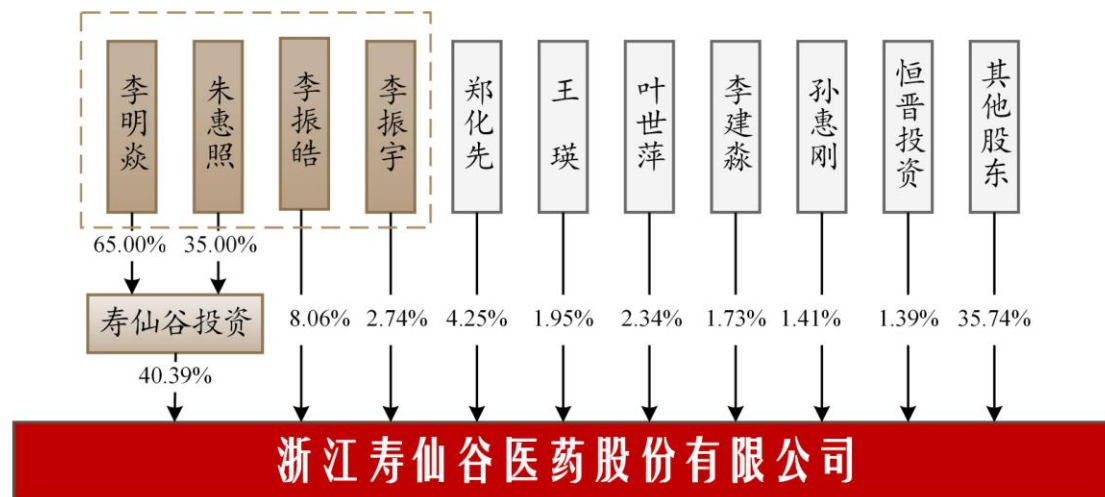 李明焱
朱惠照
李振皓
李振宇
郑化先
王瑛
叶世萍
李建淼
孙惠刚
恒晋投资
其他股东
65.00%
35.00%
寿仙谷投资
8.06%
2.74%
4.25%
1.95%
2.34%
1.73%
1.41%
1.39%
35.74%
40.39%
浙江寿仙谷医药股份有限公司